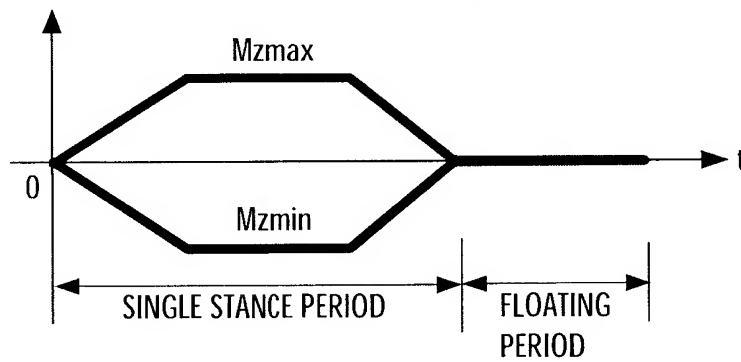 Mzmax
0
t
Mzmin
SINGLE STANCE PERIOD
FLOATING
PERIOD